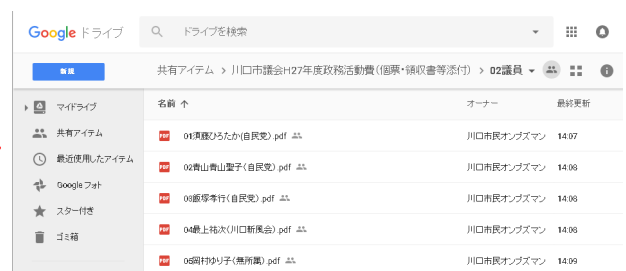 Google ドライブ
ドライブを検索
新規
共有アイテム > 川口市議会H27年度政務活動費(個票・領収書等添付) > 02議員
マイドライブ
共有アイテム
最近使用したアイテム
Google フォト
スター付き
ゴミ箱
名前 ↑ オーナー 最終更新
PDF 01須藤ひろたか(自民党).pdf 川口市民オンブズマン 14:07
PDF 02青山青山聖子(自民党).pdf 川口市民オンブズマン 14:08
PDF 03飯塚孝行(自民党).pdf 川口市民オンブズマン 14:08
PDF 04最上祐次(川口新風会).pdf 川口市民オンブズマン 14:08
PDF 05岡村ゆり子(無所属).pdf 川口市民オンブズマン 14:09